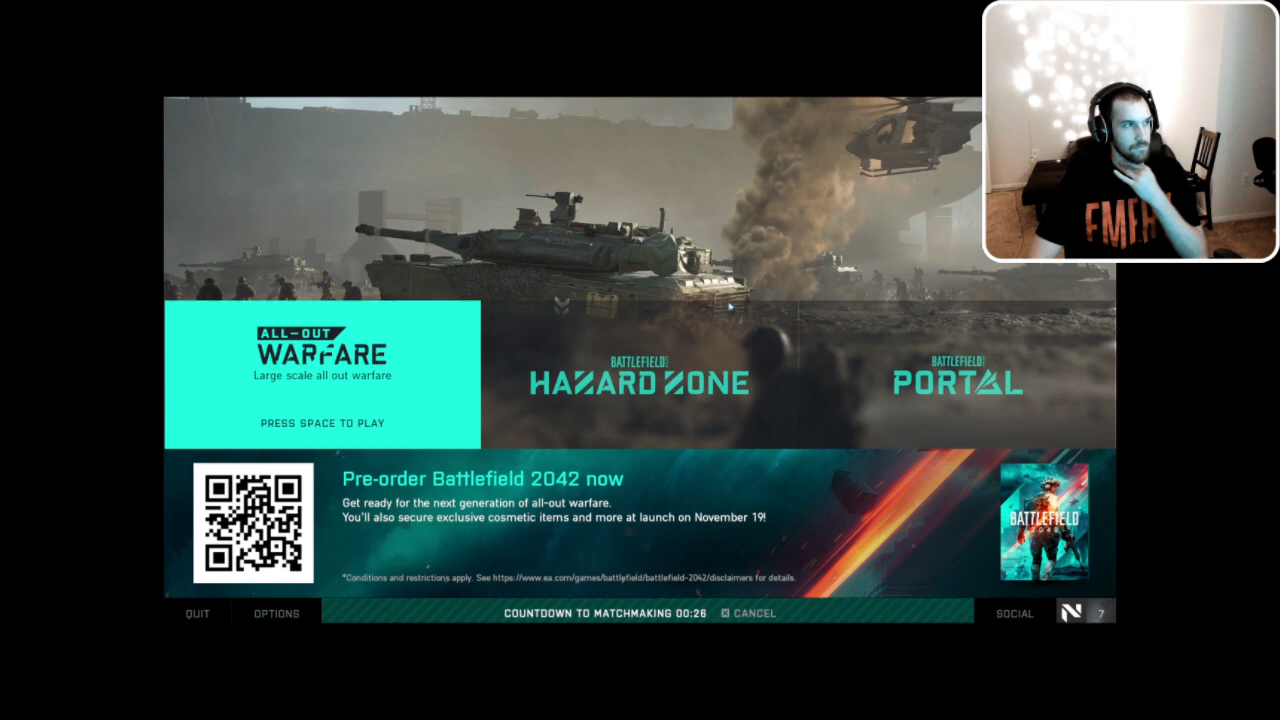 ALL-OUT
WARFARE
Large scale all out warfare
PRESS SPACE TO PLAY
BATTLEFIELD
HAZARD ZONE
BATTLEFIELD
PORTAL
Pre-order Battlefield 2042 now
Get ready for the next generation of all-out warfare.
You'll also secure exclusive cosmetic items and more at launch on November 19!
*Conditions and restrictions apply. See https://www.ea.com/games/battlefield/battlefield-2042/disclaimers for details.
BATTLEFIELD
2042
QUIT
OPTIONS
COUNTDOWN TO MATCHMAKING 00:26
CANCEL
SOCIAL
7